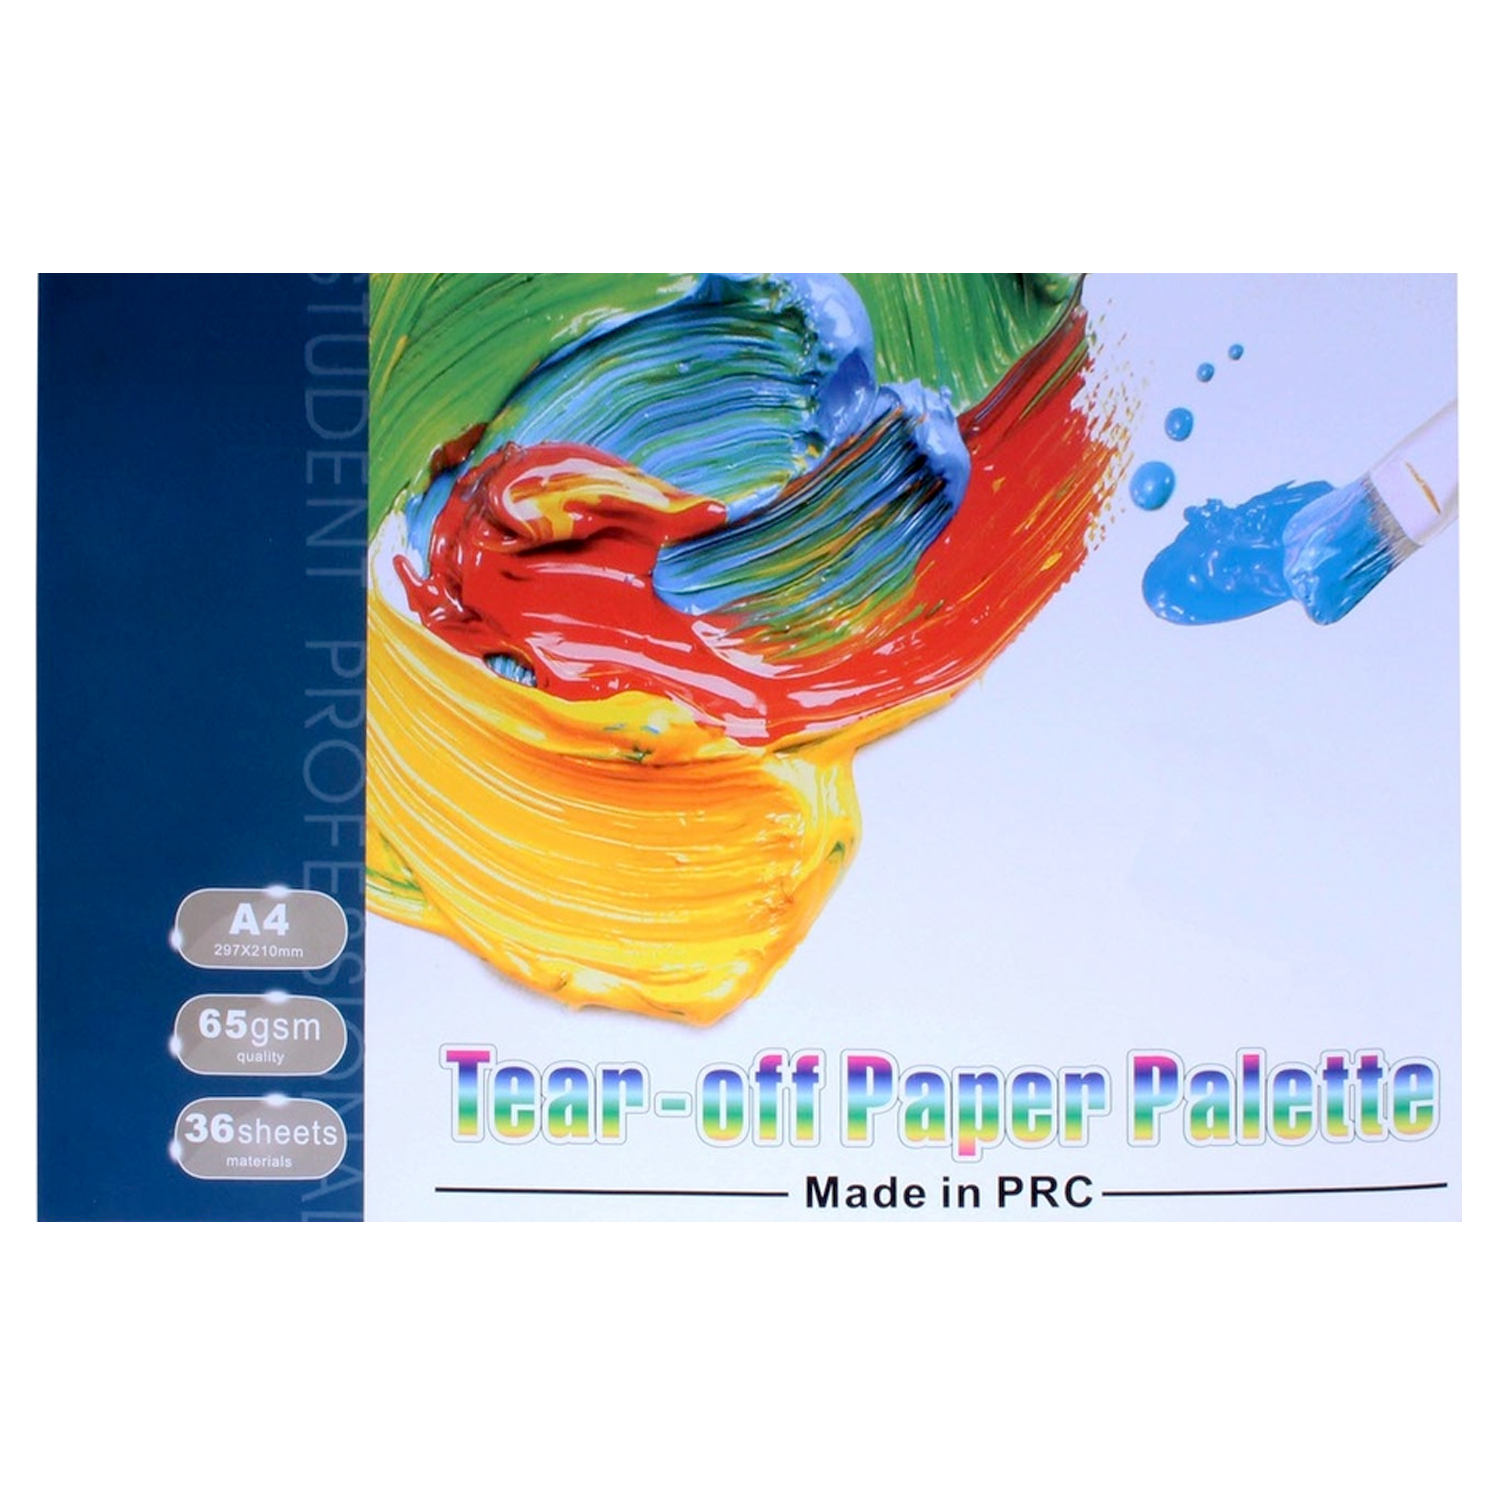 STUDENT PROFESSIONAL
A4
297X210mm
65gsm
quality
36sheets
materials
Tear-off Paper Palette
Made in PRC